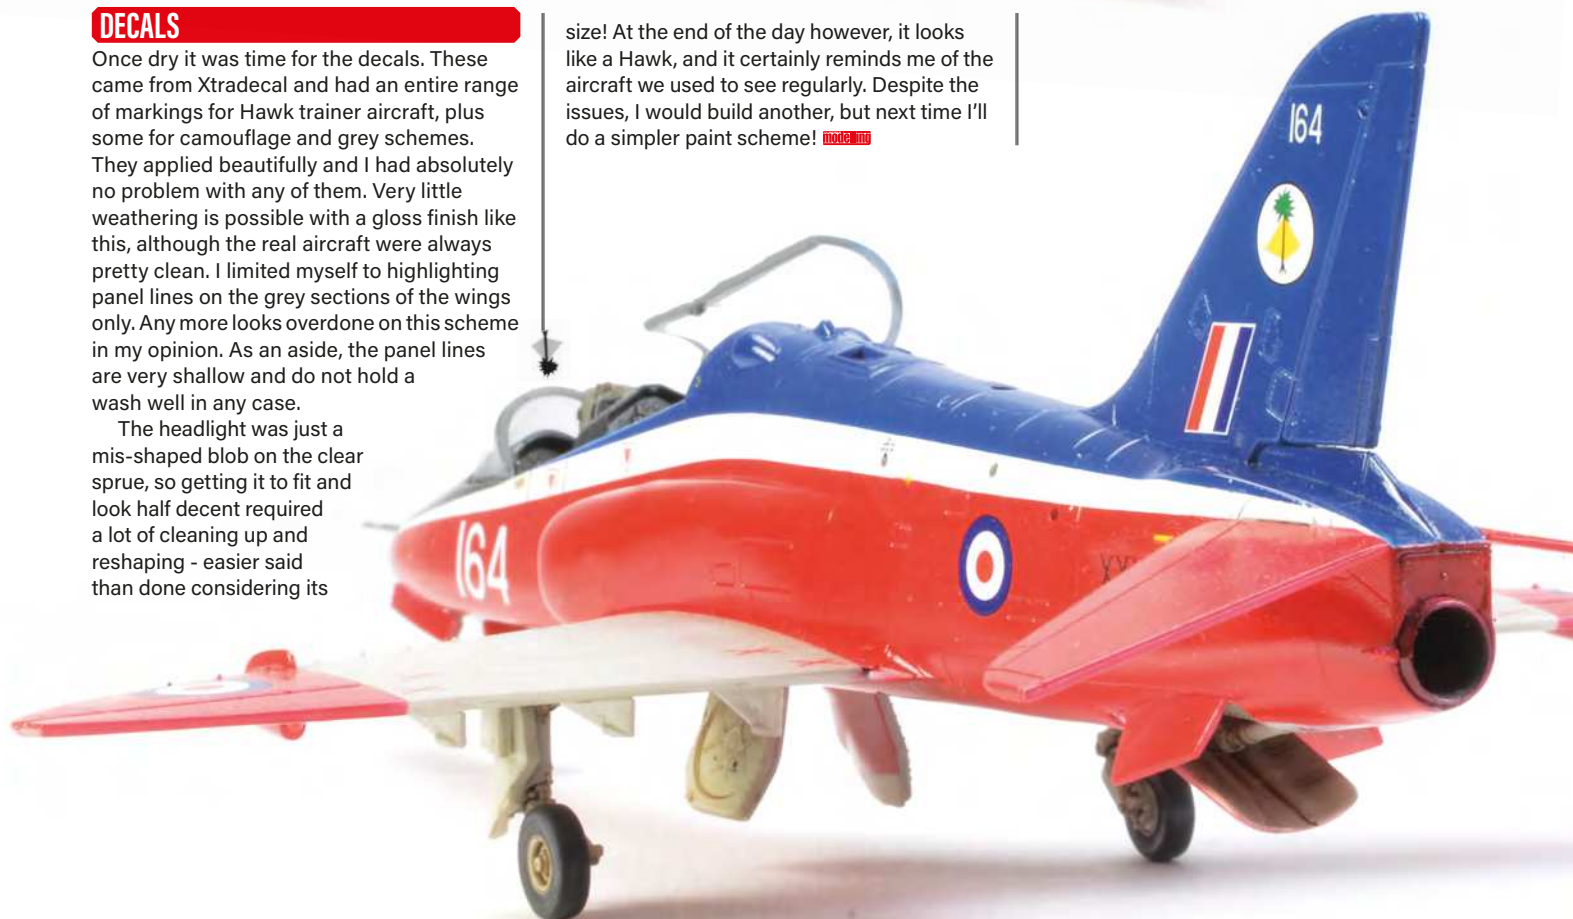 DECALS
Once dry it was time for the decals. These
came from Xtradecal and had an entire range
of markings for Hawk trainer aircraft, plus
some for camouflage and grey schemes.
They applied beautifully and I had absolutely
no problem with any of them. Very little
weathering is possible with a gloss finish like
this, although the real aircraft were always
pretty clean. I limited myself to highlighting
panel lines on the grey sections of the wings
only. Any more looks overdone on this scheme
in my opinion. As an aside, the panel lines
are very shallow and do not hold a
wash well in any case.
The headlight was just a
mis-shaped blob on the clear
sprue, so getting it to fit and
look half decent required
a lot of cleaning up and
reshaping - easier said
than done considering its
size! At the end of the day however, it looks
like a Hawk, and it certainly reminds me of the
aircraft we used to see regularly. Despite the
issues, I would build another, but next time I'll
do a simpler paint scheme!
164
164